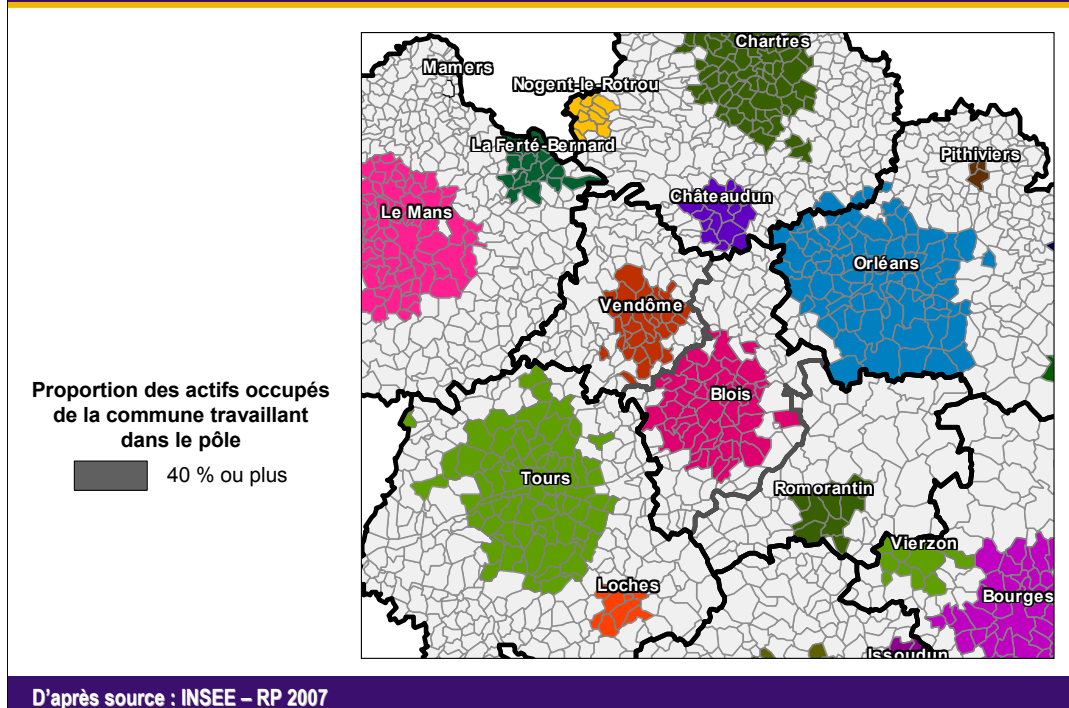 Chartres
Mamers
Nogent-le-Rotrou
La Ferté-Bernard
Pithiviers
Châteaudun
Le Mans
Orléans
Vendôme
Proportion des actifs occupés
de la commune travaillant
dans le pôle
40 % ou plus
Blois
Tours
Romorantin
Vierzon
Loches
Bourges
Issoudun
D'après source : INSEE – RP 2007